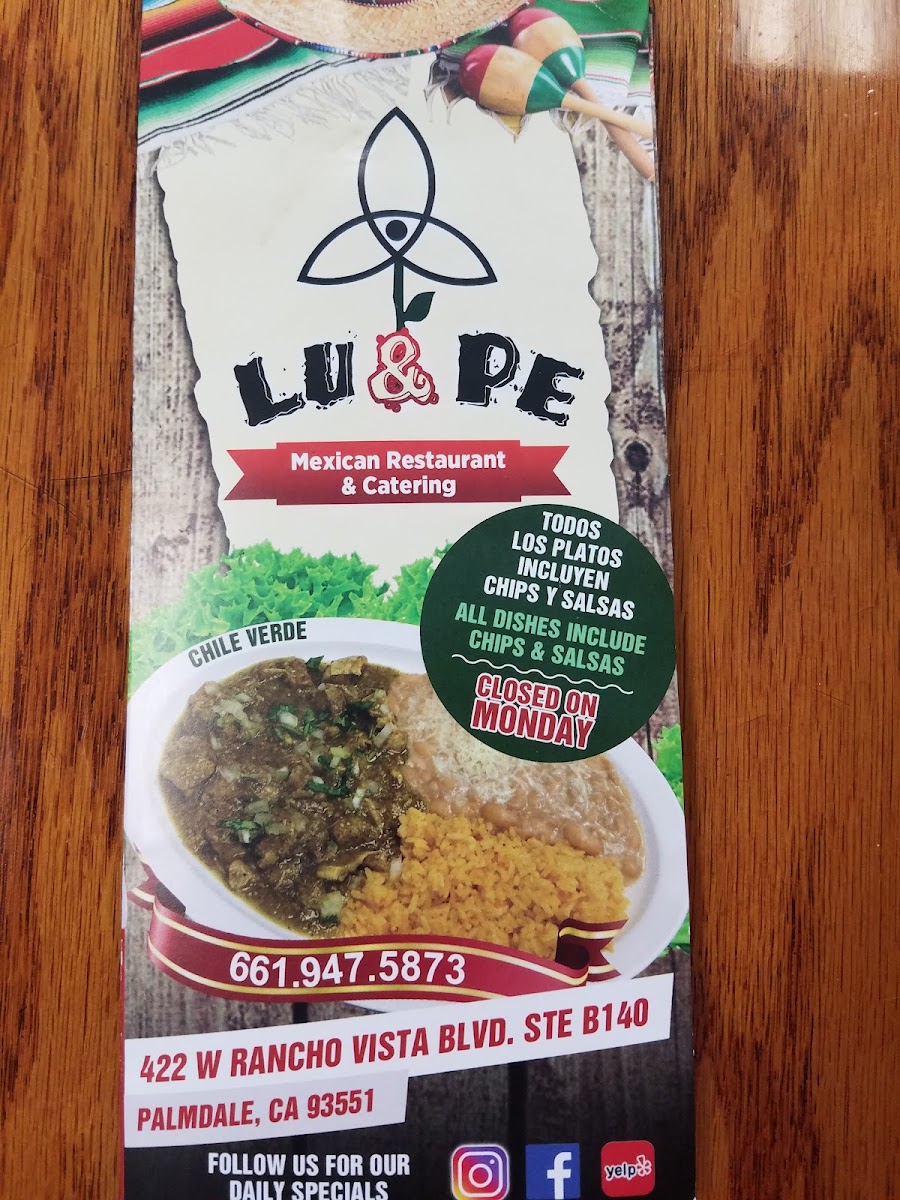 LU & PE
Mexican Restaurant
& Catering
TODOS
LOS PLATOS
INCLUYEN
CHIPS Y SALSAS
ALL DISHES INCLUDE
CHIPS & SALSAS
CLOSED ON
MONDAY
CHILE VERDE
661.947.5873
422 W RANCHO VISTA BLVD. STE B140
PALMDALE, CA 93551
FOLLOW US FOR OUR
DAILY SPECIALS
f
yelp